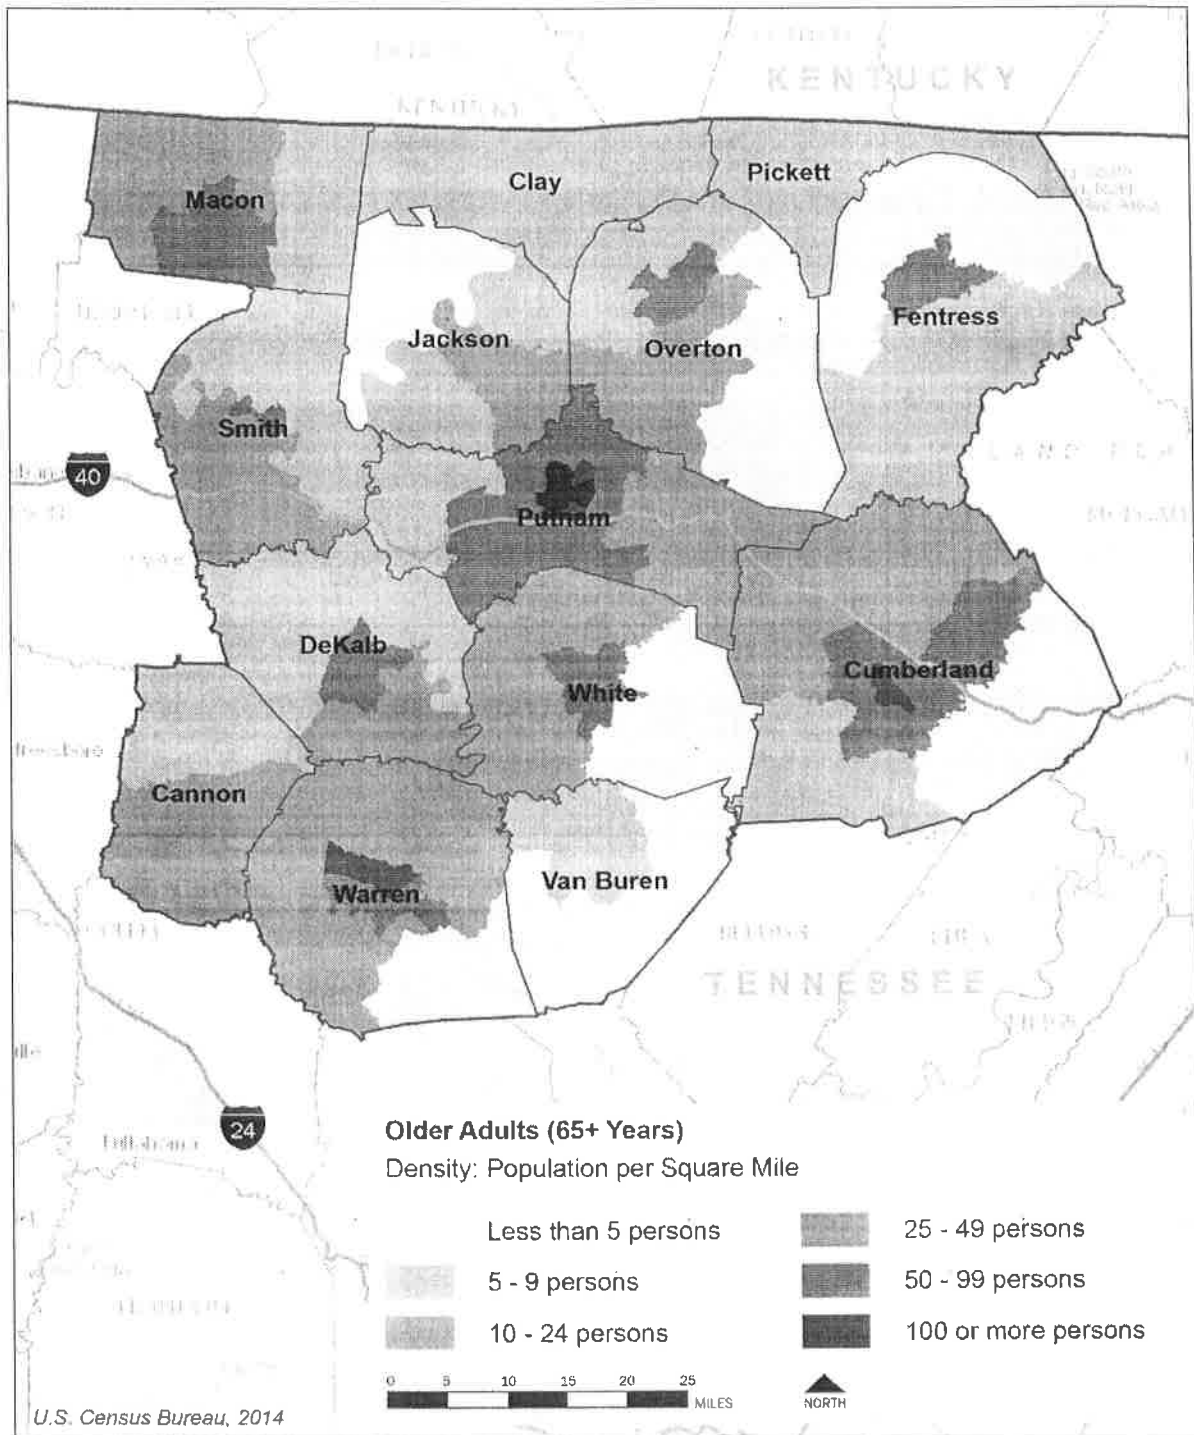 KENTUCKY
KENTUCKY
Macon
Clay
Pickett
Jackson
Overton
Fentress
Smith
40
Putnam
DeKalb
White
Cumberland
Cannon
Warren
Van Buren
TENNESSEE
24
Older Adults (65+ Years)
Density: Population per Square Mile
Less than 5 persons
5 - 9 persons
10 - 24 persons
25 - 49 persons
50 - 99 persons
100 or more persons
0 5 10 15 20 25
MILES
NORTH
U.S. Census Bureau, 2014